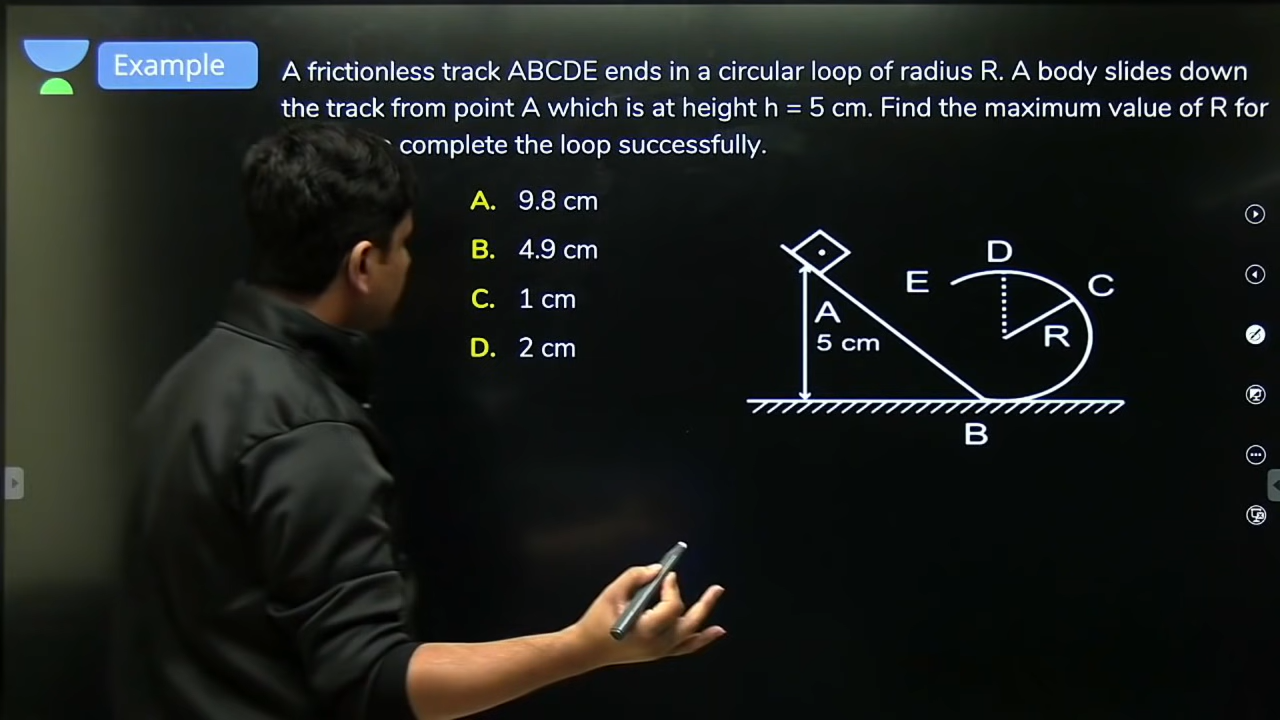 Example
A frictionless track ABCDE ends in a circular loop of radius R. A body slides down
the track from point A which is at height h = 5 cm. Find the maximum value of R for
complete the loop successfully.
A. 9.8 cm
B. 4.9 cm
C. 1 cm
D. 2 cm
D
E
C
A
R
5 cm
B